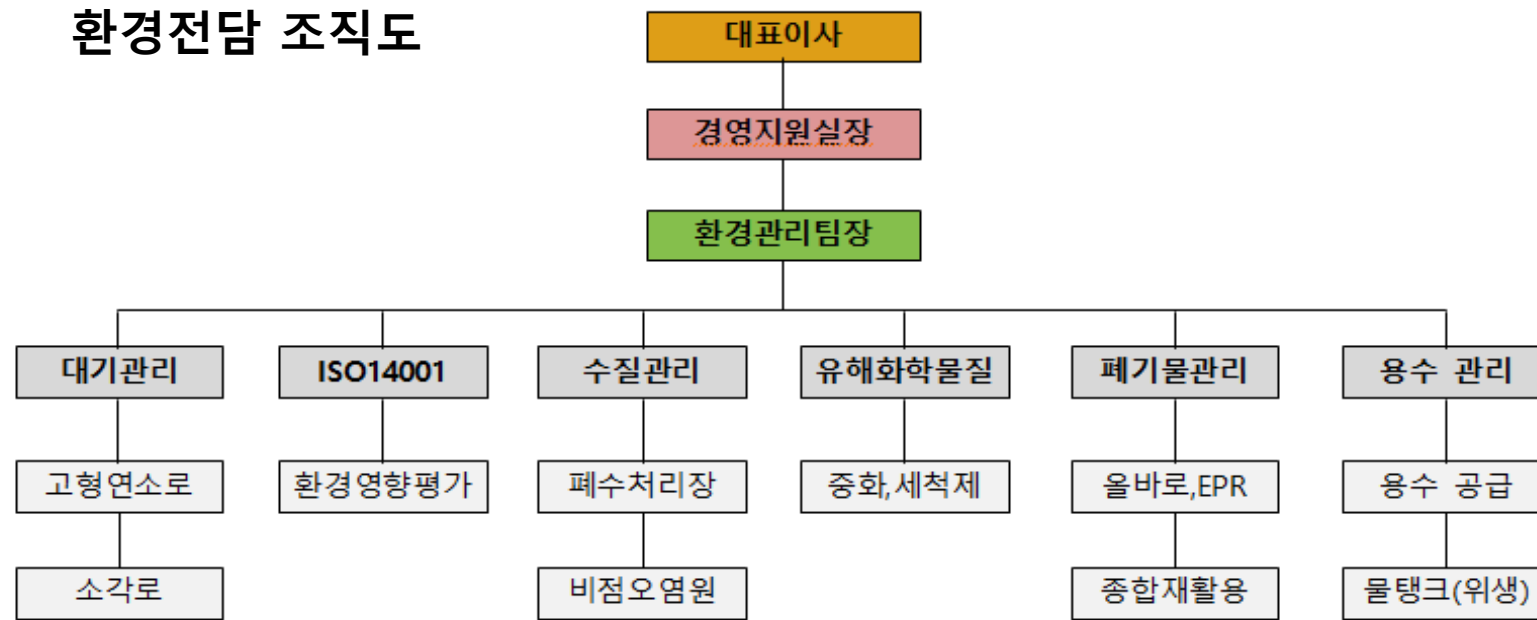 환경전담 조직도
대표이사
경영지원실장
환경관리팀장
대기관리
ISO14001
수질관리
유해화학물질
폐기물관리
용수 관리
고형연소로
환경영향평가
폐수처리장
중화,세척제
올바로,EPR
용수 공급
소각로
비점오염원
종합재활용
물탱크(위생)